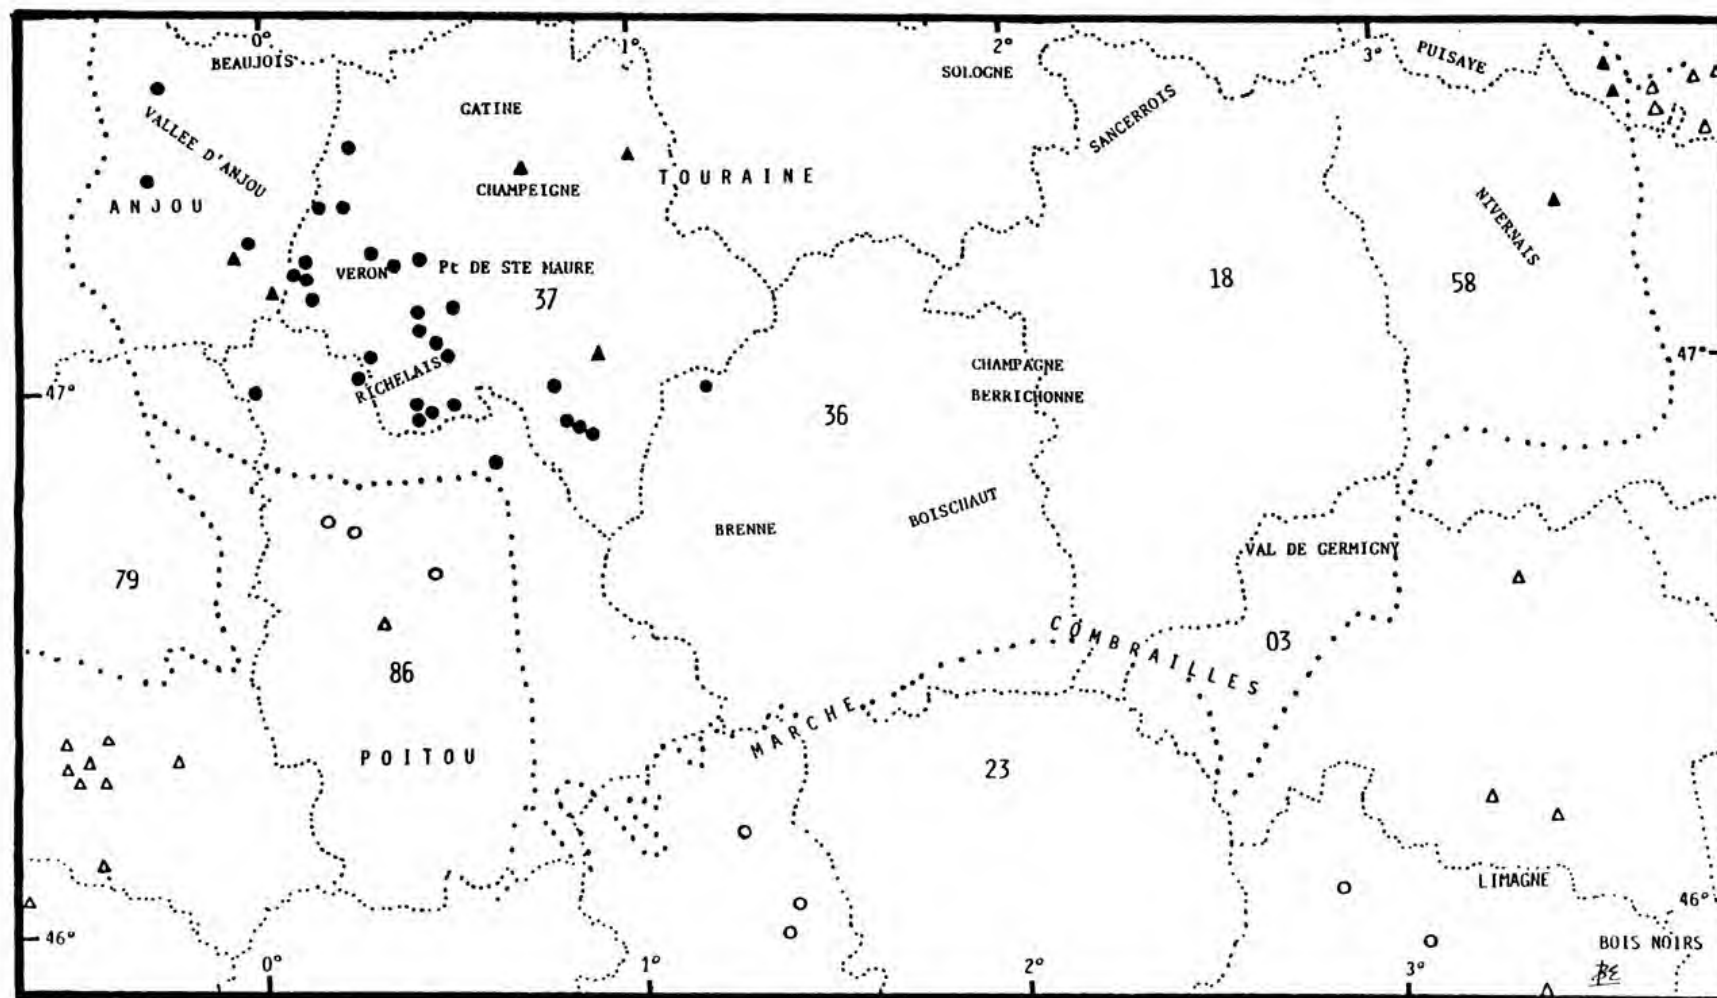 0° 1° 2° 3°
BEAUJOIS
SOLOGNE
PUISAYE
GATINE
SANCERROIS
VALLEE D'ANJOU
ANJOU
CHAMPEIGNE
TOURAINE
NIVERNAIS
VERON
Pt DE STE MAURE
37
18
58
47°
CHAMPAGNE
BERRICHONNE
47°
RICHELAIS
36
BRENNE
BOISCHAUT
VAL DE GERMIGNY
79
COMBRAILLES
03
86
MARCHE
POITOU
23
LIMAGNE
46°
46°
BOIS NOIRS
0° 1° 2° 3°